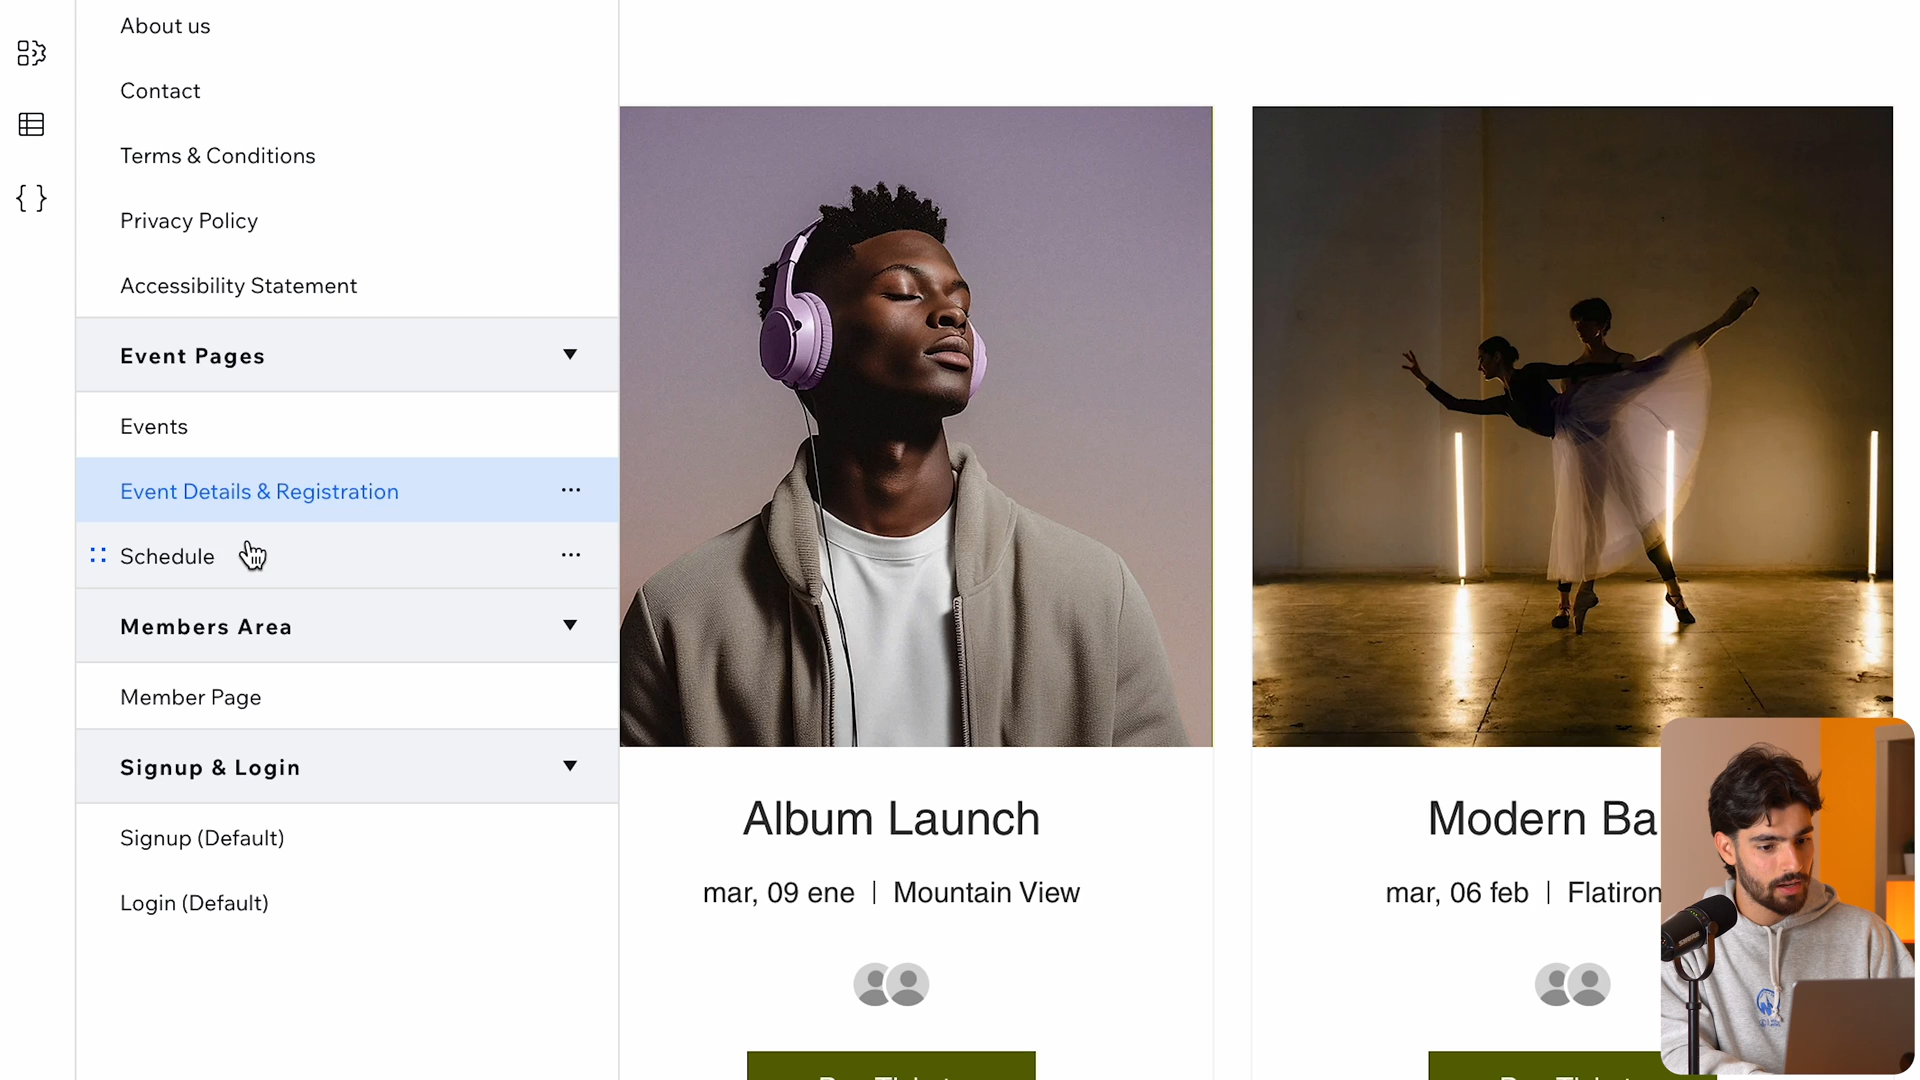 About us
Contact
Terms & Conditions
Privacy Policy
Accessibility Statement
Event Pages
Events
Event Details & Registration
Schedule
Members Area
Member Page
Signup & Login
Signup (Default)
Login (Default)
Album Launch
mar, 09 ene | Mountain View
Modern Ba
mar, 06 feb | Flatiron
SHURE